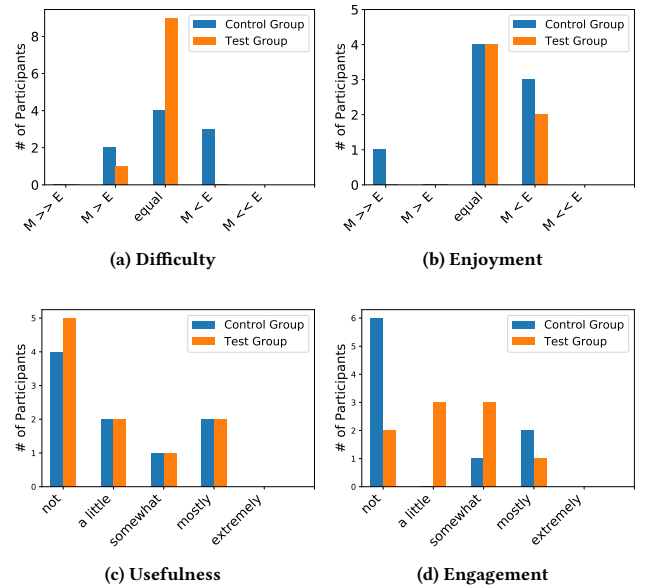 # of Participants
8
6
4
2
0
Control Group
Test Group
M >> E
M > E
equal
M < E
M << E
(a) Difficulty
# of Participants
5
4
3
2
1
0
Control Group
Test Group
M >> E
M > E
equal
M < E
M << E
(b) Enjoyment
# of Participants
5
4
3
2
1
0
Control Group
Test Group
not
a little
somewhat
mostly
extremely
(c) Usefulness
# of Participants
6
5
4
3
2
1
0
Control Group
Test Group
not
a little
somewhat
mostly
extremely
(d) Engagement